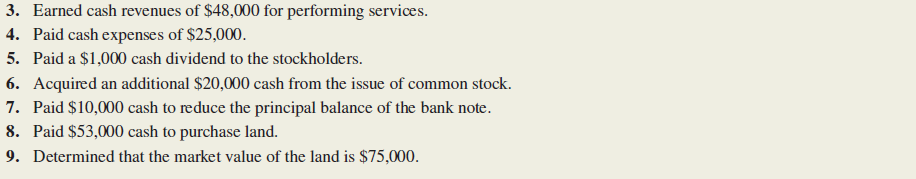 3. Earned cash revenues of $48,000 for performing services.
4. Paid cash expenses of $25,000.
5. Paid a $1,000 cash dividend to the stockholders.
6. Acquired an additional $20,000 cash from the issue of common stock.
7. Paid $10,000 cash to reduce the principal balance of the bank note.
8. Paid $53,000 cash to purchase land.
9. Determined that the market value of the land is $75,000.